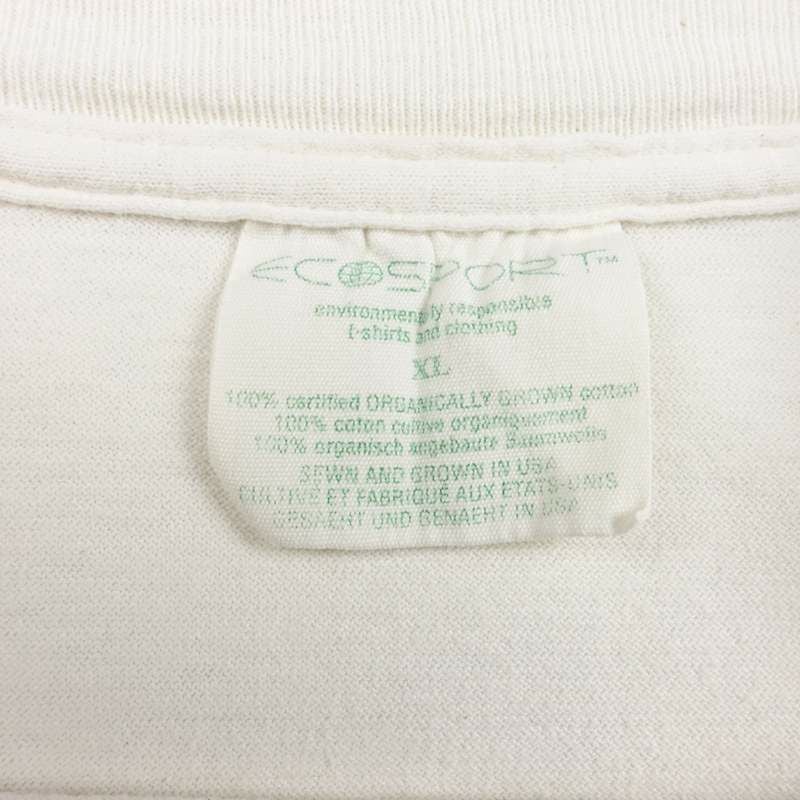 ECOSPORT™
environmentally responsible
t-shirts and clothing
XL
100% certified ORGANICALLY GROWN cotton
100% coton cultivé organiquement
100% organisch angebaute Baumwolle
SEWN AND GROWN IN USA
CULTIVÉ ET FABRIQUÉ AUX ETATS-UNIS
GESAEHT UND GENAEHT IN USA